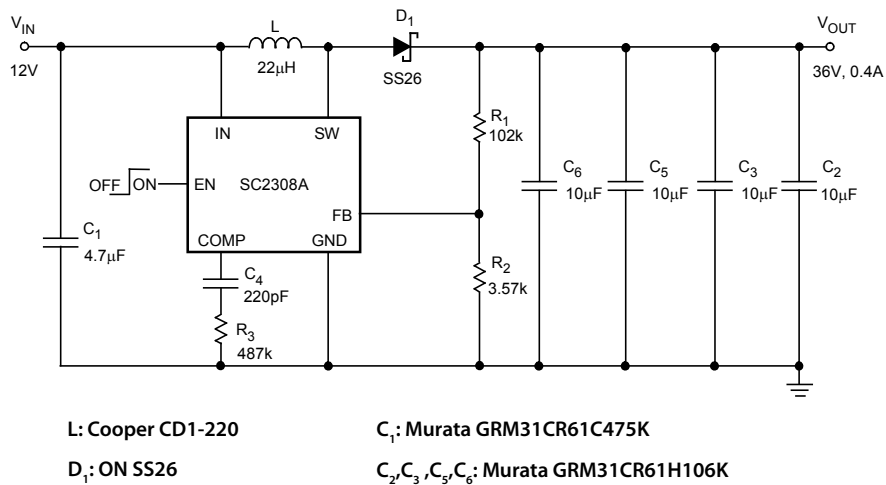 V_IN
12V
L
22μH
D₁
SS26
V_OUT
36V, 0.4A
IN
SW
OFF
ON
EN
SC2308A
FB
COMP
GND
R₁
102k
R₂
3.57k
C₁
4.7μF
C₄
220pF
R₃
487k
C₆
10μF
C₅
10μF
C₃
10μF
C₂
10μF
L: Cooper CD1-220
C₁: Murata GRM31CR61C475K
D₁: ON SS26
C₂,C₃ ,C₅,C₆: Murata GRM31CR61H106K